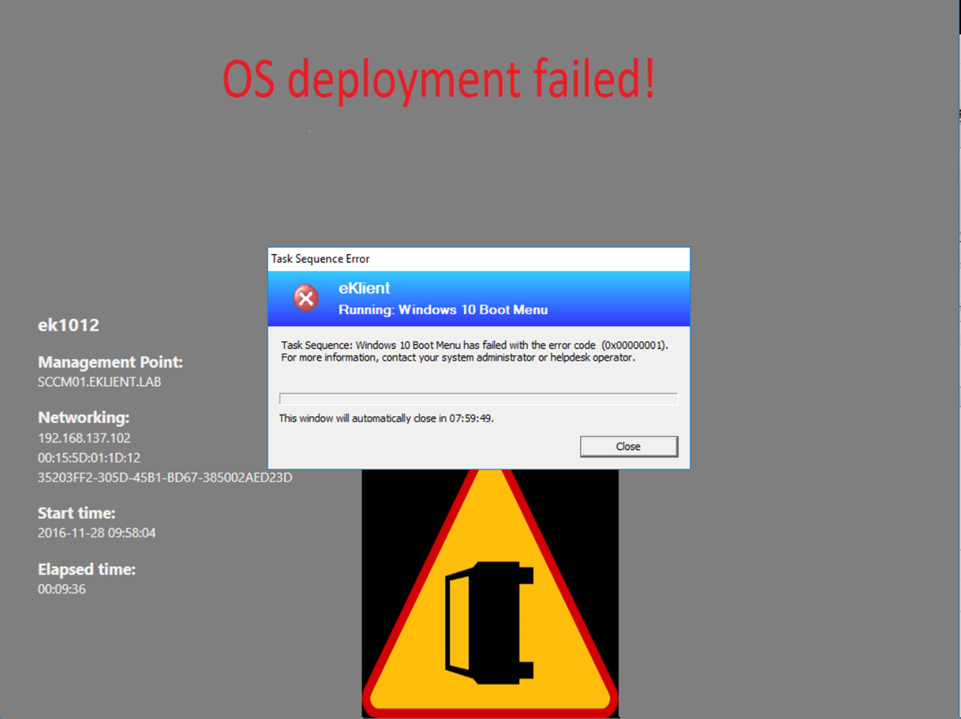 OS deployment failed!
Task Sequence Error
eKlient
Running: Windows 10 Boot Menu
Task Sequence: Windows 10 Boot Menu has failed with the error code  (0x00000001).
For more information, contact your system administrator or helpdesk operator.
This window will automatically close in 07:59:49.
Close
ek1012
Management Point:
SCCM01.EKLIENT.LAB
Networking:
192.168.137.102
00:15:5D:01:1D:12
35203FF2-305D-45B1-BD67-385002AED23D
Start time:
2016-11-28 09:58:04
Elapsed time:
00:09:36